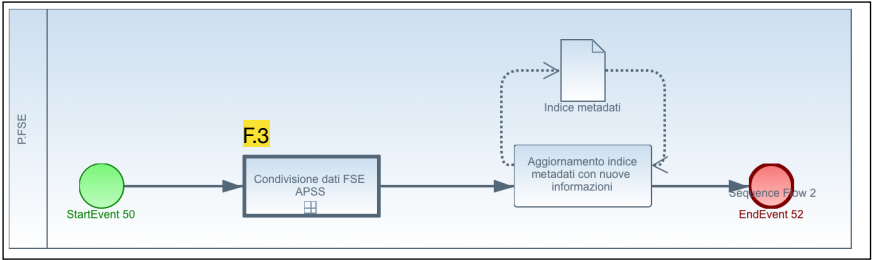 P.FSE
F.3
Condivisione dati FSE
APSS
StartEvent 50
Indice metadati
Aggiornamento indice
metadati con nuove
informazioni
Sequence Flow 2
EndEvent 52